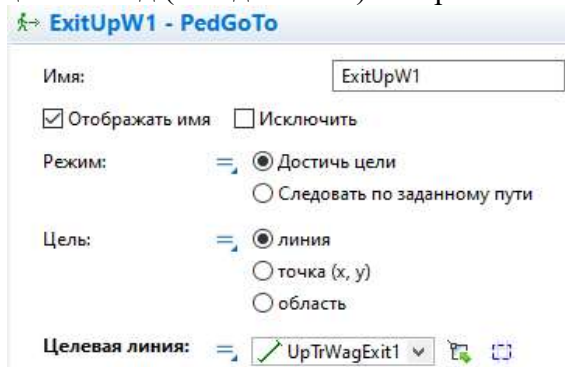 ExitUpW1 - PedGoTo
Имя: ExitUpW1
Отображать имя Исключить
Режим: Достичь цели
Следовать по заданному пути
Цель: линия
точка (x, y)
область
Целевая линия: UpTrWagExit1